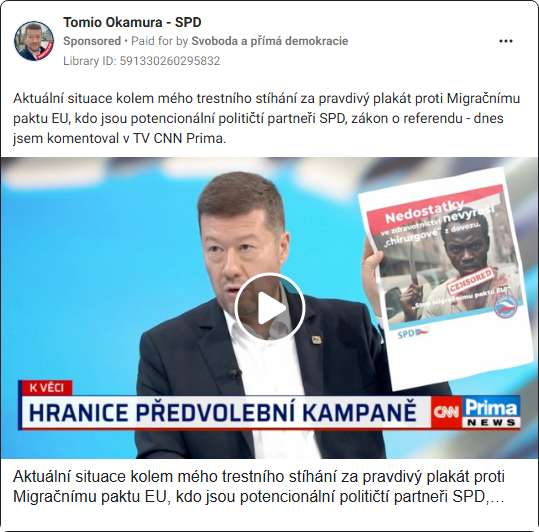 Tomio Okamura - SPD
Sponsored • Paid for by Svoboda a přímá demokracie
Library ID: 591330260295832
Aktuální situace kolem mého trestního stíhání za pravdivý plakát proti Migračnímu
paktu EU, kdo jsou potencionální političtí partneři SPD, zákon o referendu - dnes
jsem komentoval v TV CNN Prima.
Nedostatky
ve zdravotnictví nevyřeší
„chirurgové“ z dovozu.
CENSORED
„Stop migračnímu paktu EU“
SPD
K VĚCI
HRANICE PŘEDVOLEBNÍ KAMPANĚ
CNN Prima
NEWS
Aktuální situace kolem mého trestního stíhání za pravdivý plakát proti
Migračnímu paktu EU, kdo jsou potencionální političtí partneři SPD,...